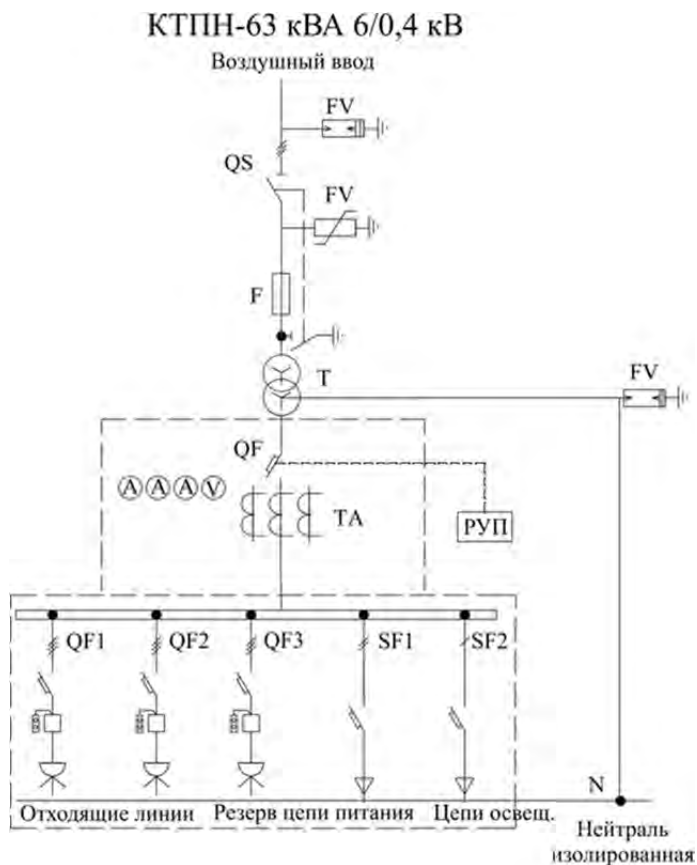 КТПН-63 кВА 6/0,4 кВ
Воздушный ввод
FV
QS
FV
F
T
FV
QF
A A A V
TA
РУП
QF1 QF2 QF3 SF1 SF2
N
Отходящие линии Резерв цепи питания Цепи освещ.
Нейтраль
изолированная